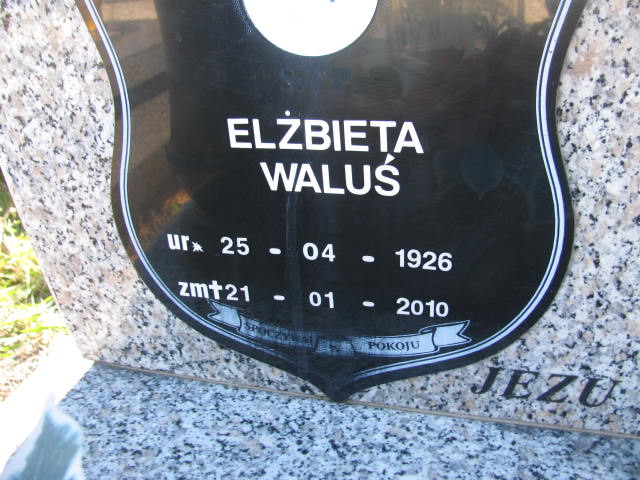 Ś P.
ELŻBIETA
WALUŚ
ur. 25 - 04 - 1926
zm†21 - 01 - 2010
SPOCZYWAJ W POKOJU
JEZU